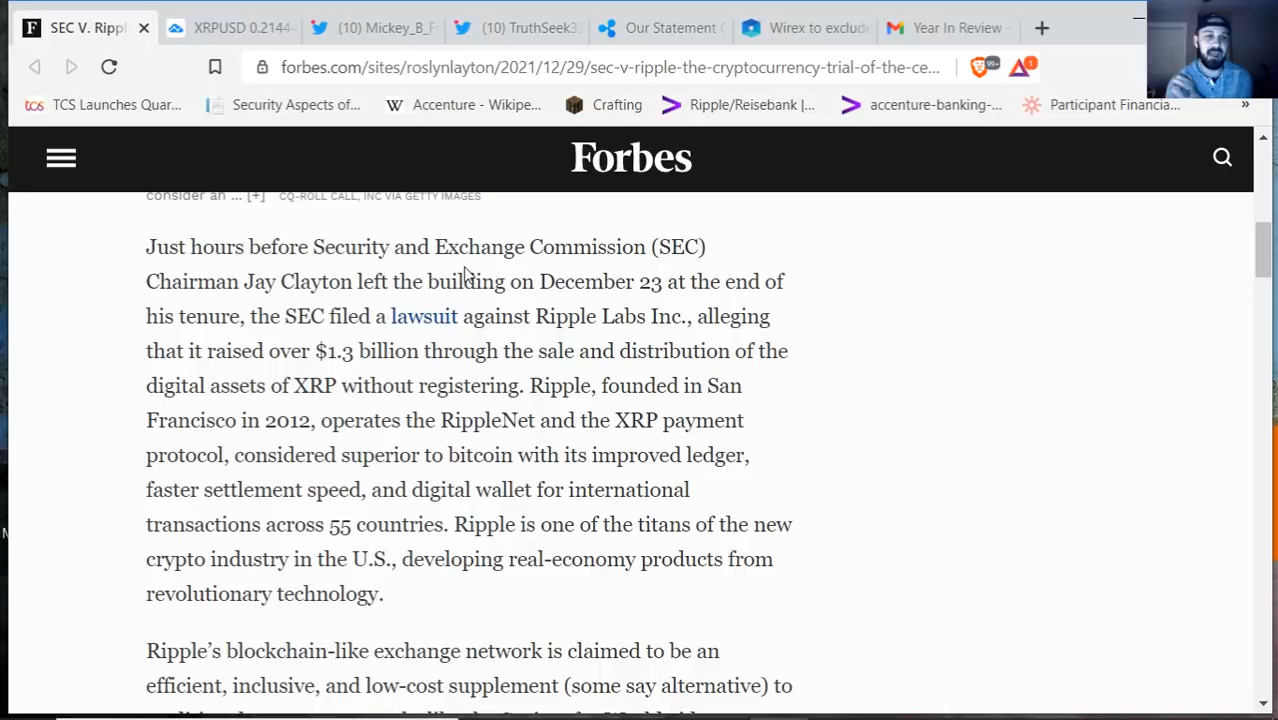 SEC V. Rippl
XRPUSD 0.2144
(10) Mickey_B_F
(10) TruthSeek33
Our Statement
Wirex to exclud
Year In Review -
forbes.com/sites/roslynlayton/2021/12/29/sec-v-ripple-the-cryptocurrency-trial-of-the-ce...
99+
1
tcs TCS Launches Quar...
Security Aspects of...
W Accenture - Wikipe...
Crafting
Ripple/Reisebank |...
accenture-banking-...
Participant Financia...
»
Forbes
consider an ... [+] CQ-ROLL CALL, INC VIA GETTY IMAGES
Just hours before Security and Exchange Commission (SEC)
Chairman Jay Clayton left the building on December 23 at the end of
his tenure, the SEC filed a lawsuit against Ripple Labs Inc., alleging
that it raised over $1.3 billion through the sale and distribution of the
digital assets of XRP without registering. Ripple, founded in San
Francisco in 2012, operates the RippleNet and the XRP payment
protocol, considered superior to bitcoin with its improved ledger,
faster settlement speed, and digital wallet for international
transactions across 55 countries. Ripple is one of the titans of the new
crypto industry in the U.S., developing real-economy products from
revolutionary technology.
Ripple’s blockchain-like exchange network is claimed to be an
efficient, inclusive, and low-cost supplement (some say alternative) to